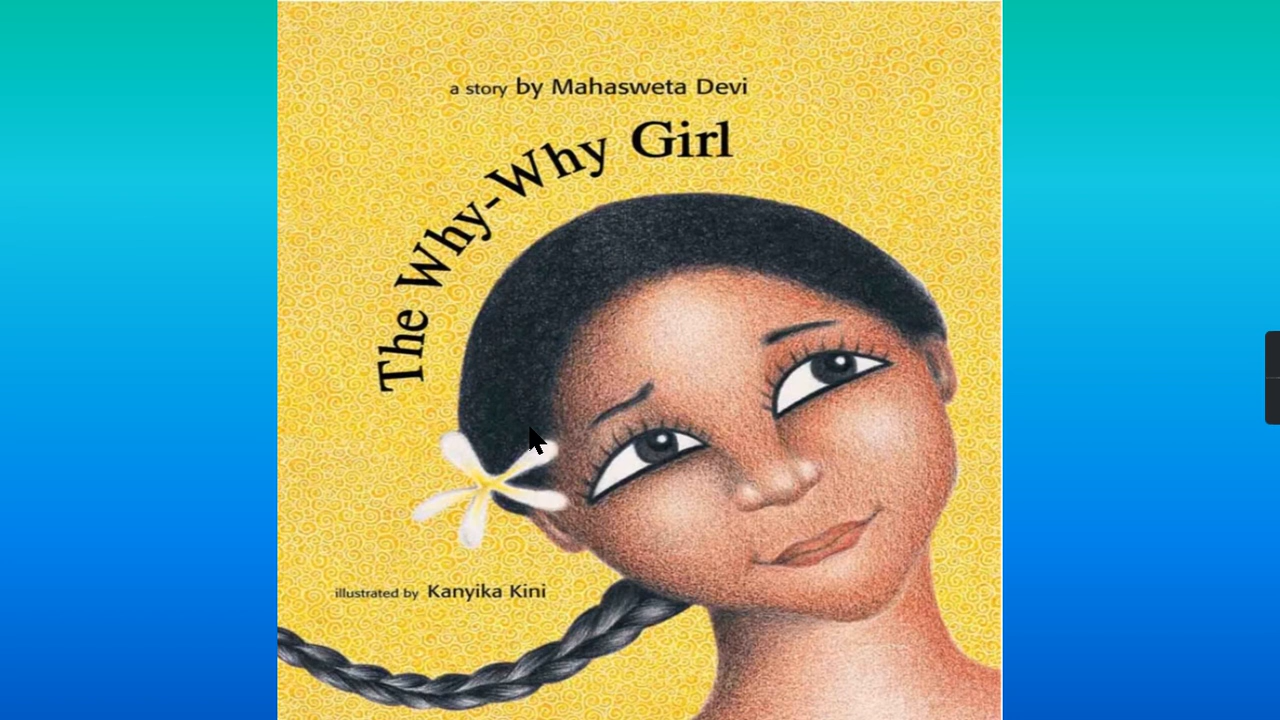 a story by Mahasweta Devi
The Why-Why Girl
illustrated by Kanyika Kini